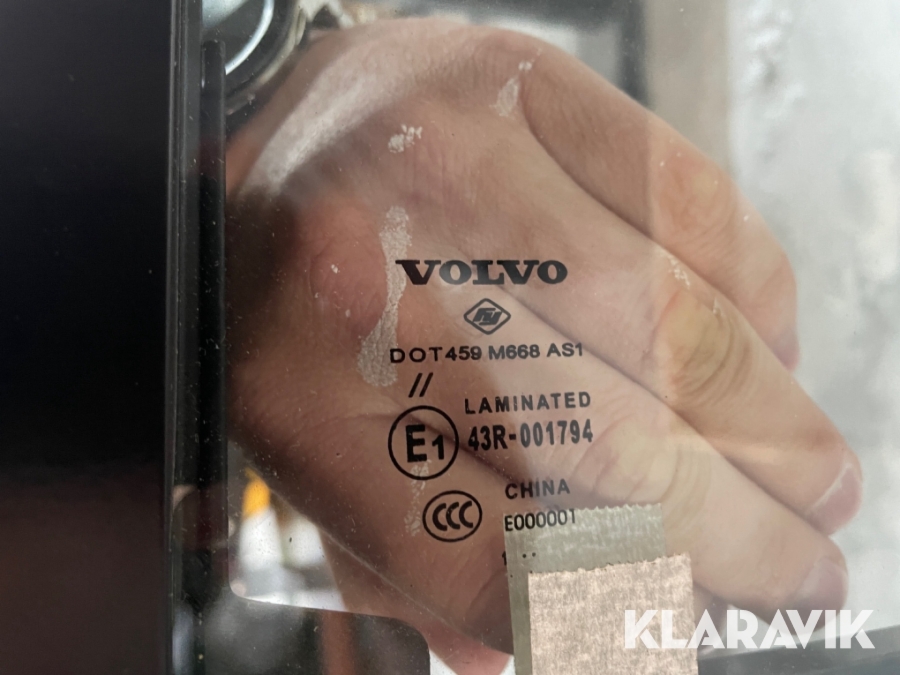 VOLVO
DOT459 M668 AS1
//
LAMINATED
E1 43R-001794
CHINA
CCC E000001
KLARAVIK